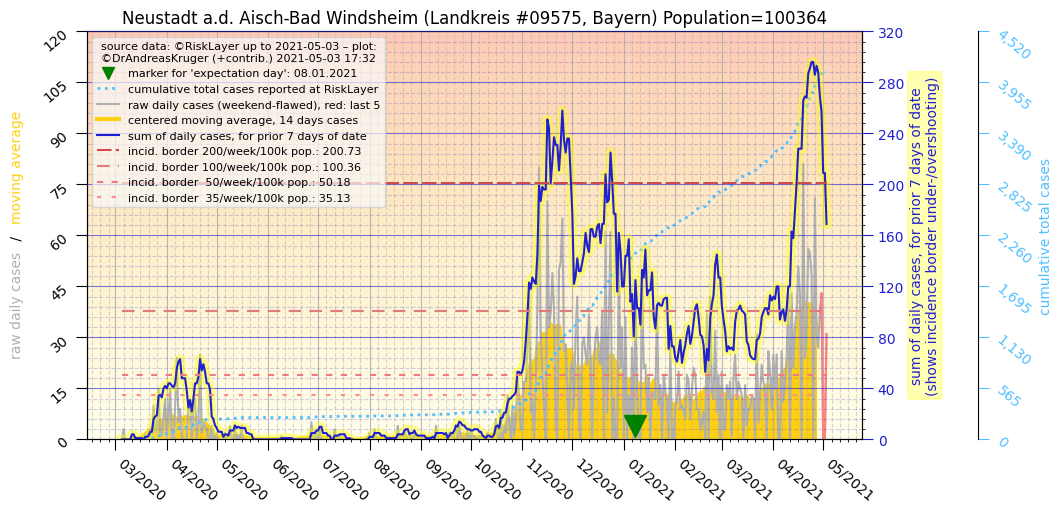 Neustadt a.d. Aisch-Bad Windsheim (Landkreis #09575, Bayern) Population=100364
source data: ©RiskLayer up to 2021-05-03 – plot:
©DrAndreasKruger (+contrib.) 2021-05-03 17:32
marker for 'expectation day': 08.01.2021
cumulative total cases reported at RiskLayer
raw daily cases (weekend-flawed), red: last 5
centered moving average, 14 days cases
sum of daily cases, for prior 7 days of date
incid. border 200/week/100k pop.: 200.73
incid. border 100/week/100k pop.: 100.36
incid. border  50/week/100k pop.: 50.18
incid. border  35/week/100k pop.: 35.13
raw daily cases / moving average
120
105
90
75
60
45
30
15
0
03/2020
04/2020
05/2020
06/2020
07/2020
08/2020
09/2020
10/2020
11/2020
12/2020
01/2021
02/2021
03/2021
04/2021
05/2021
320
280
240
200
160
120
80
40
0
sum of daily cases, for prior 7 days of date
(shows incidence border under-/overshooting)
4,520
3,955
3,390
2,825
2,260
1,695
1,130
565
0
cumulative total cases